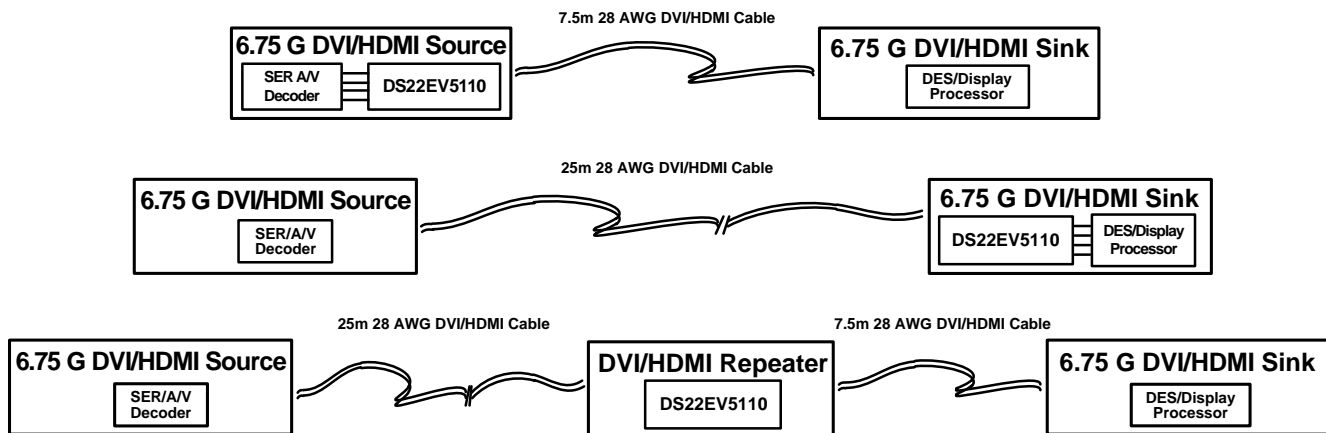 7.5m 28 AWG DVI/HDMI Cable
6.75 G DVI/HDMI Source
SER A/V
Decoder
DS22EV5110
6.75 G DVI/HDMI Sink
DES/Display
Processor
25m 28 AWG DVI/HDMI Cable
6.75 G DVI/HDMI Source
SER/A/V
Decoder
6.75 G DVI/HDMI Sink
DS22EV5110
DES/Display
Processor
25m 28 AWG DVI/HDMI Cable
7.5m 28 AWG DVI/HDMI Cable
6.75 G DVI/HDMI Source
SER/A/V
Decoder
DVI/HDMI Repeater
DS22EV5110
6.75 G DVI/HDMI Sink
DES/Display
Processor